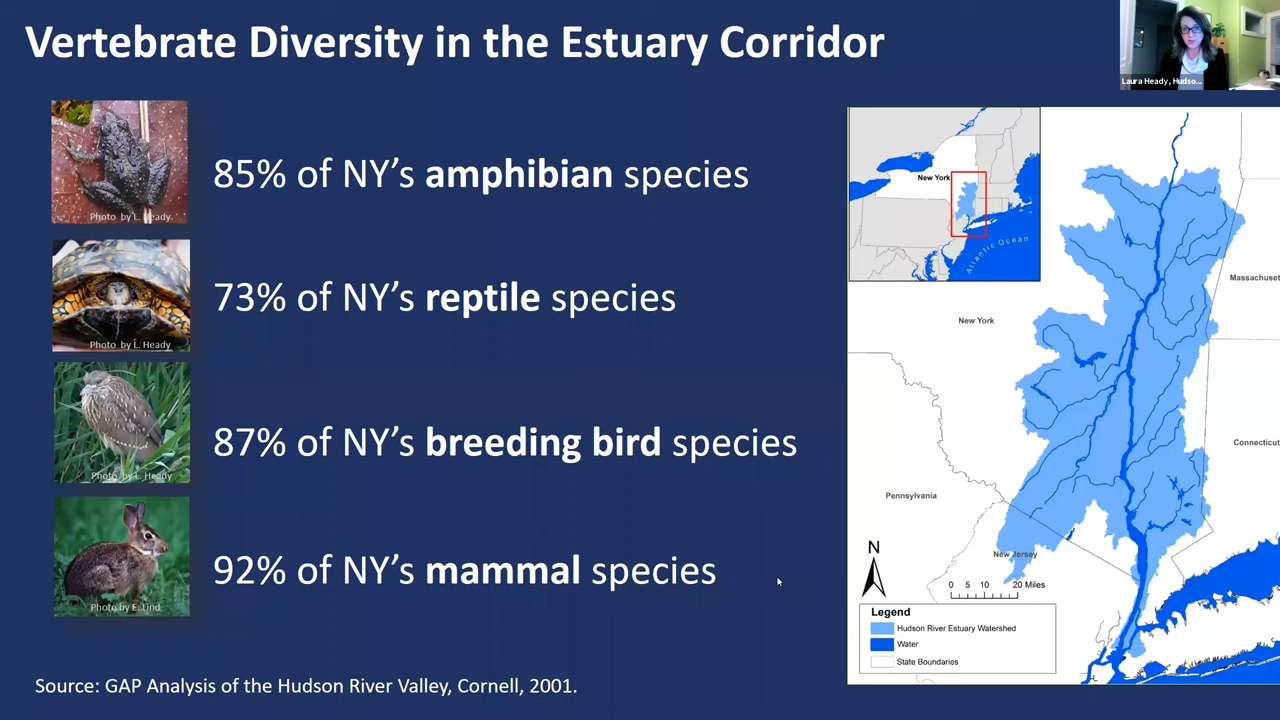 Vertebrate Diversity in the Estuary Corridor
Laura Heady, Hudso...
Photo by L. Heady.
85% of NY's amphibian species
Photo by L. Heady
73% of NY's reptile species
Photo by L. Heady
87% of NY's breeding bird species
Photo by E. Lind
92% of NY's mammal species
Source: GAP Analysis of the Hudson River Valley, Cornell, 2001.
New York
Atlantic Ocean
Massachuset
New York
Connecticut
Pennsylvania
New Jersey
N
0 5 10 20 Miles
Legend
Hudson River Estuary Watershed
Water
State Boundaries